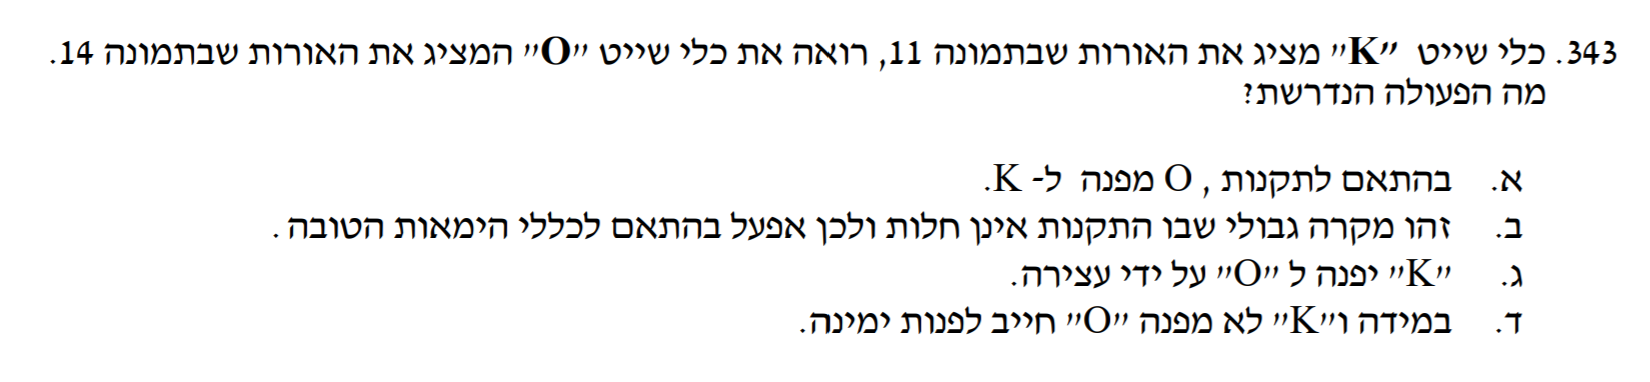 343. כלי שייט "K" מציג את האורות שבתמונה 11, רואה את כלי שייט "O" המציג את האורות שבתמונה 14.
מה הפעולה הנדרשת?
א. בהתאם לתקנות , O מפנה ל- K.
ב. זהו מקרה גבולי שבו התקנות אינן חלות ולכן אפעל בהתאם לכללי הימאות הטובה .
ג. "K" יפנה ל "O" על ידי עצירה.
ד. במידה ו"K" לא מפנה "O" חייב לפנות ימינה.